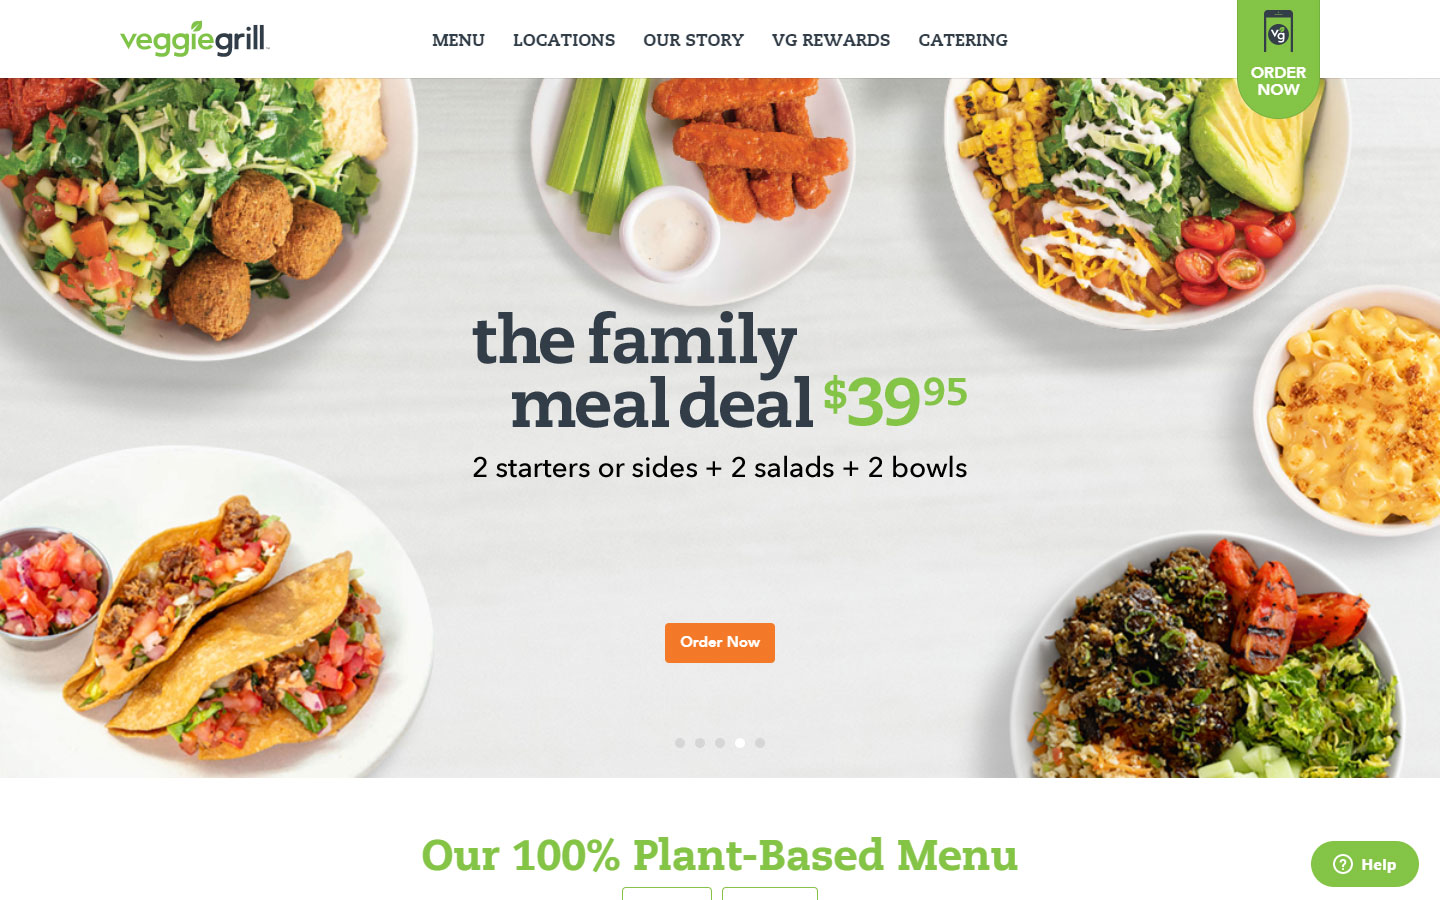 veggiegrill
MENU
LOCATIONS
OUR STORY
VG REWARDS
CATERING
vg
ORDER
NOW
the family
meal deal $39 95
2 starters or sides + 2 salads + 2 bowls
Order Now
Our 100% Plant-Based Menu
Help